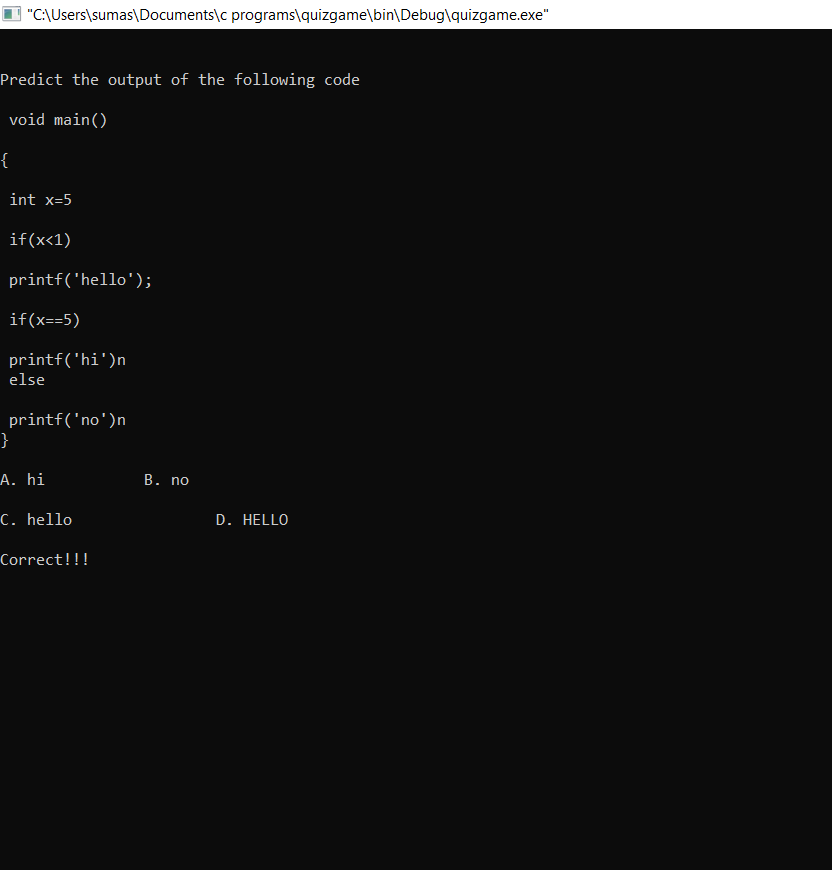 "C:\Users\sumas\Documents\c programs\quizgame\bin\Debug\quizgame.exe"
Predict the output of the following code
void main()
{
int x=5
if(x<1)
printf('hello');
if(x==5)
printf('hi')n
else
printf('no')n
}
A. hi B. no
C. hello D. HELLO
Correct!!!